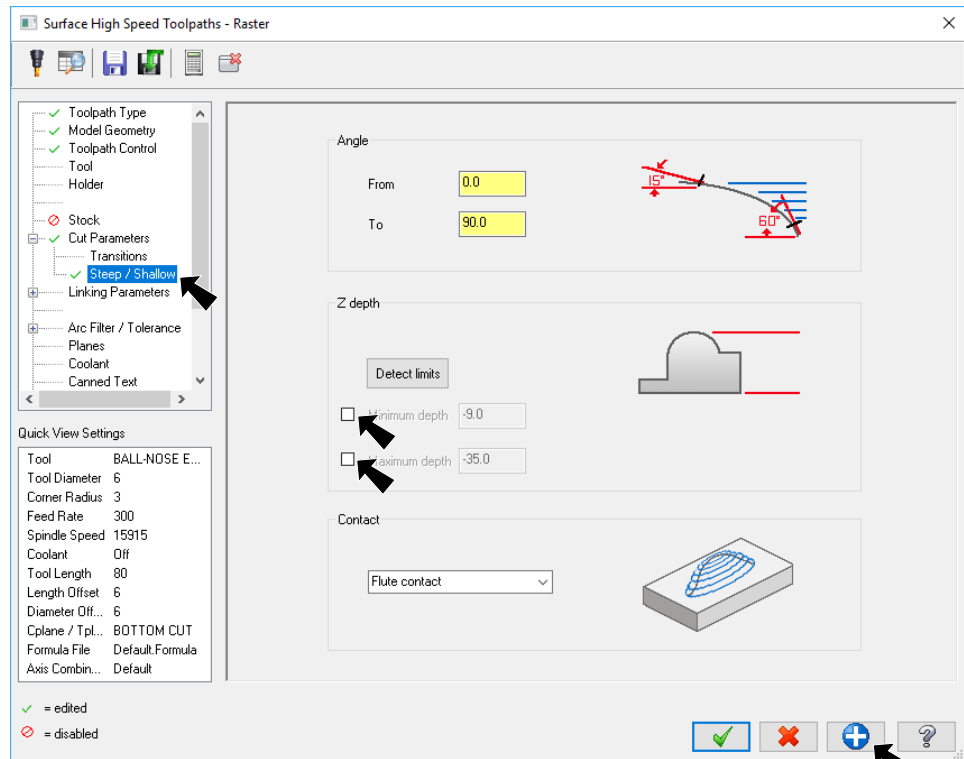 Surface High Speed Toolpaths - Raster
Toolpath Type
Model Geometry
Toolpath Control
Tool
Holder
Stock
Cut Parameters
Transitions
Steep / Shallow
Linking Parameters
Arc Filter / Tolerance
Planes
Coolant
Canned Text
Quick View Settings
Tool BALL-NOSE E...
Tool Diameter 6
Corner Radius 3
Feed Rate 300
Spindle Speed 15915
Coolant Off
Tool Length 80
Length Offset 6
Diameter Off... 6
Cplane / Tpl... BOTTOM CUT
Formula File Default.Formula
Axis Combin... Default
= edited
= disabled
Angle
From 0.0
To 90.0
15°
60°
Z depth
Detect limits
Minimum depth -9.0
Maximum depth -35.0
Contact
Flute contact